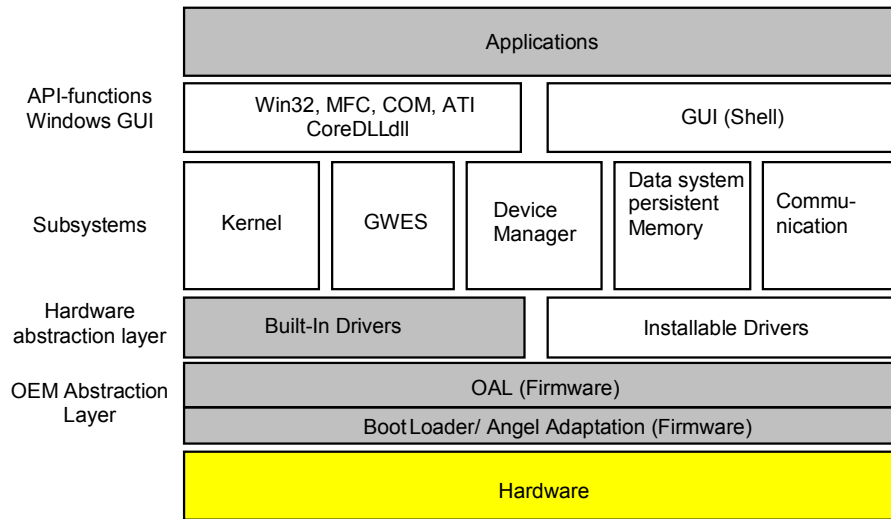 Applications
API-functions
Windows GUI
Win32, MFC, COM, ATI
CoreDLLdll
GUI (Shell)
Subsystems
Kernel
GWES
Device
Manager
Data system
persistent
Memory
Commu-
nication
Hardware
abstraction layer
Built-In Drivers
Installable Drivers
OEM Abstraction
Layer
OAL (Firmware)
Boot Loader/ Angel Adaptation (Firmware)
Hardware